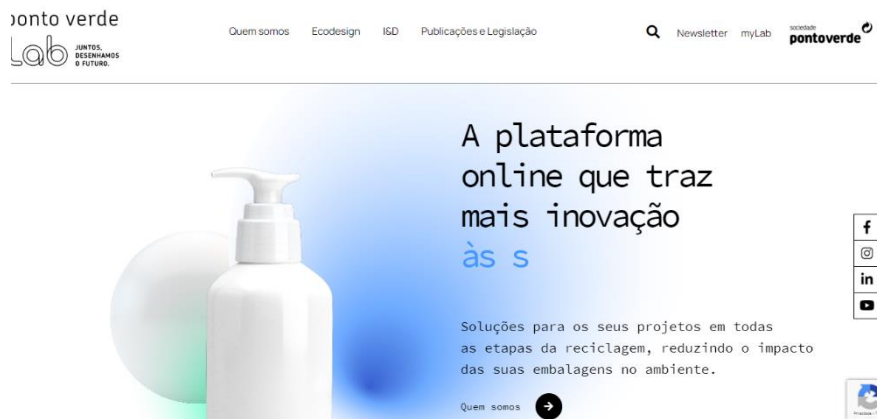 ponto verde
Lab JUNTOS,
DESENHAMOS
O FUTURO.
Quem somos Ecodesign I&D Publicações e Legislação
Newsletter myLab
sociedade
pontoverde
A plataforma
online que traz
mais inovação
às s
Soluções para os seus projetos em todas
as etapas da reciclagem, reduzindo o impacto
das suas embalagens no ambiente.
Quem somos